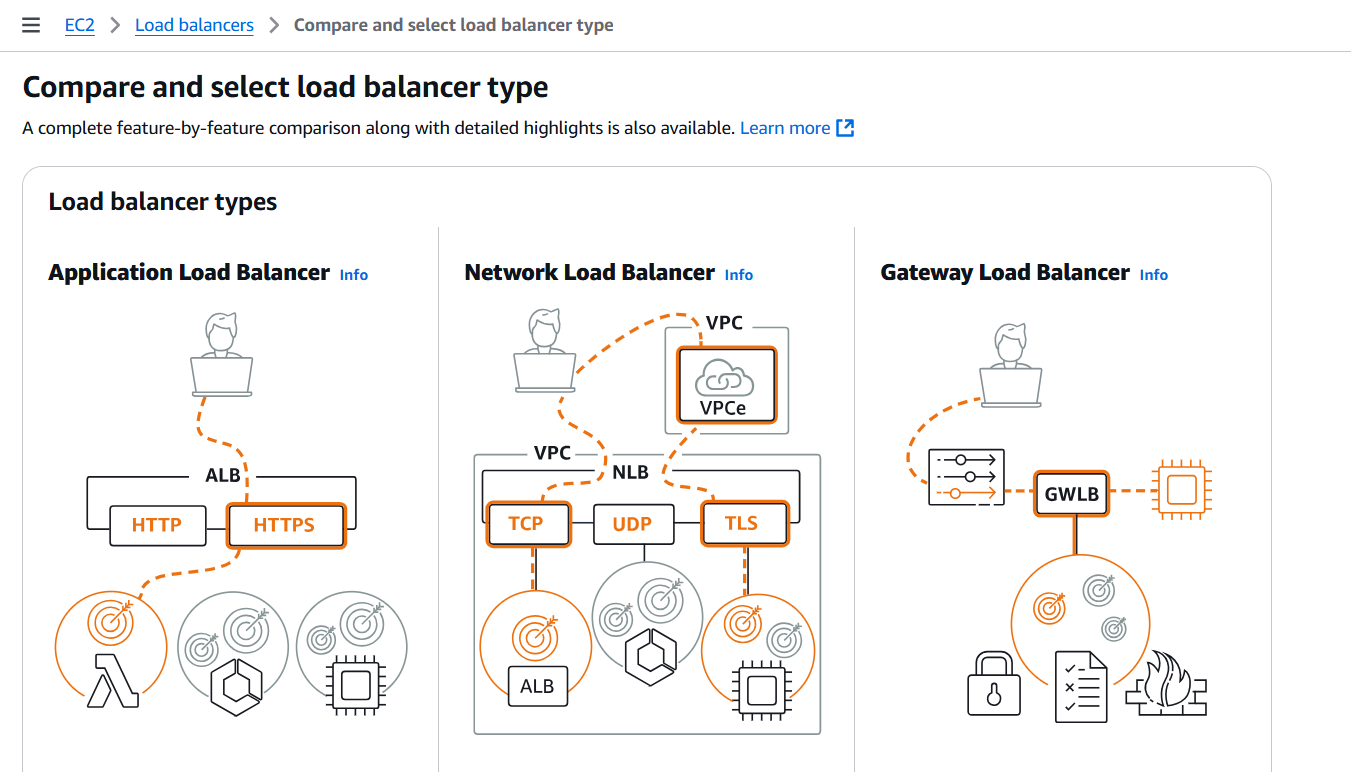 EC2 > Load balancers > Compare and select load balancer type
Compare and select load balancer type
A complete feature-by-feature comparison along with detailed highlights is also available. Learn more
Load balancer types
Application Load Balancer Info
ALB
HTTP
HTTPS
Network Load Balancer Info
VPC
VPCe
VPC
NLB
TCP
UDP
TLS
ALB
Gateway Load Balancer Info
GWLB